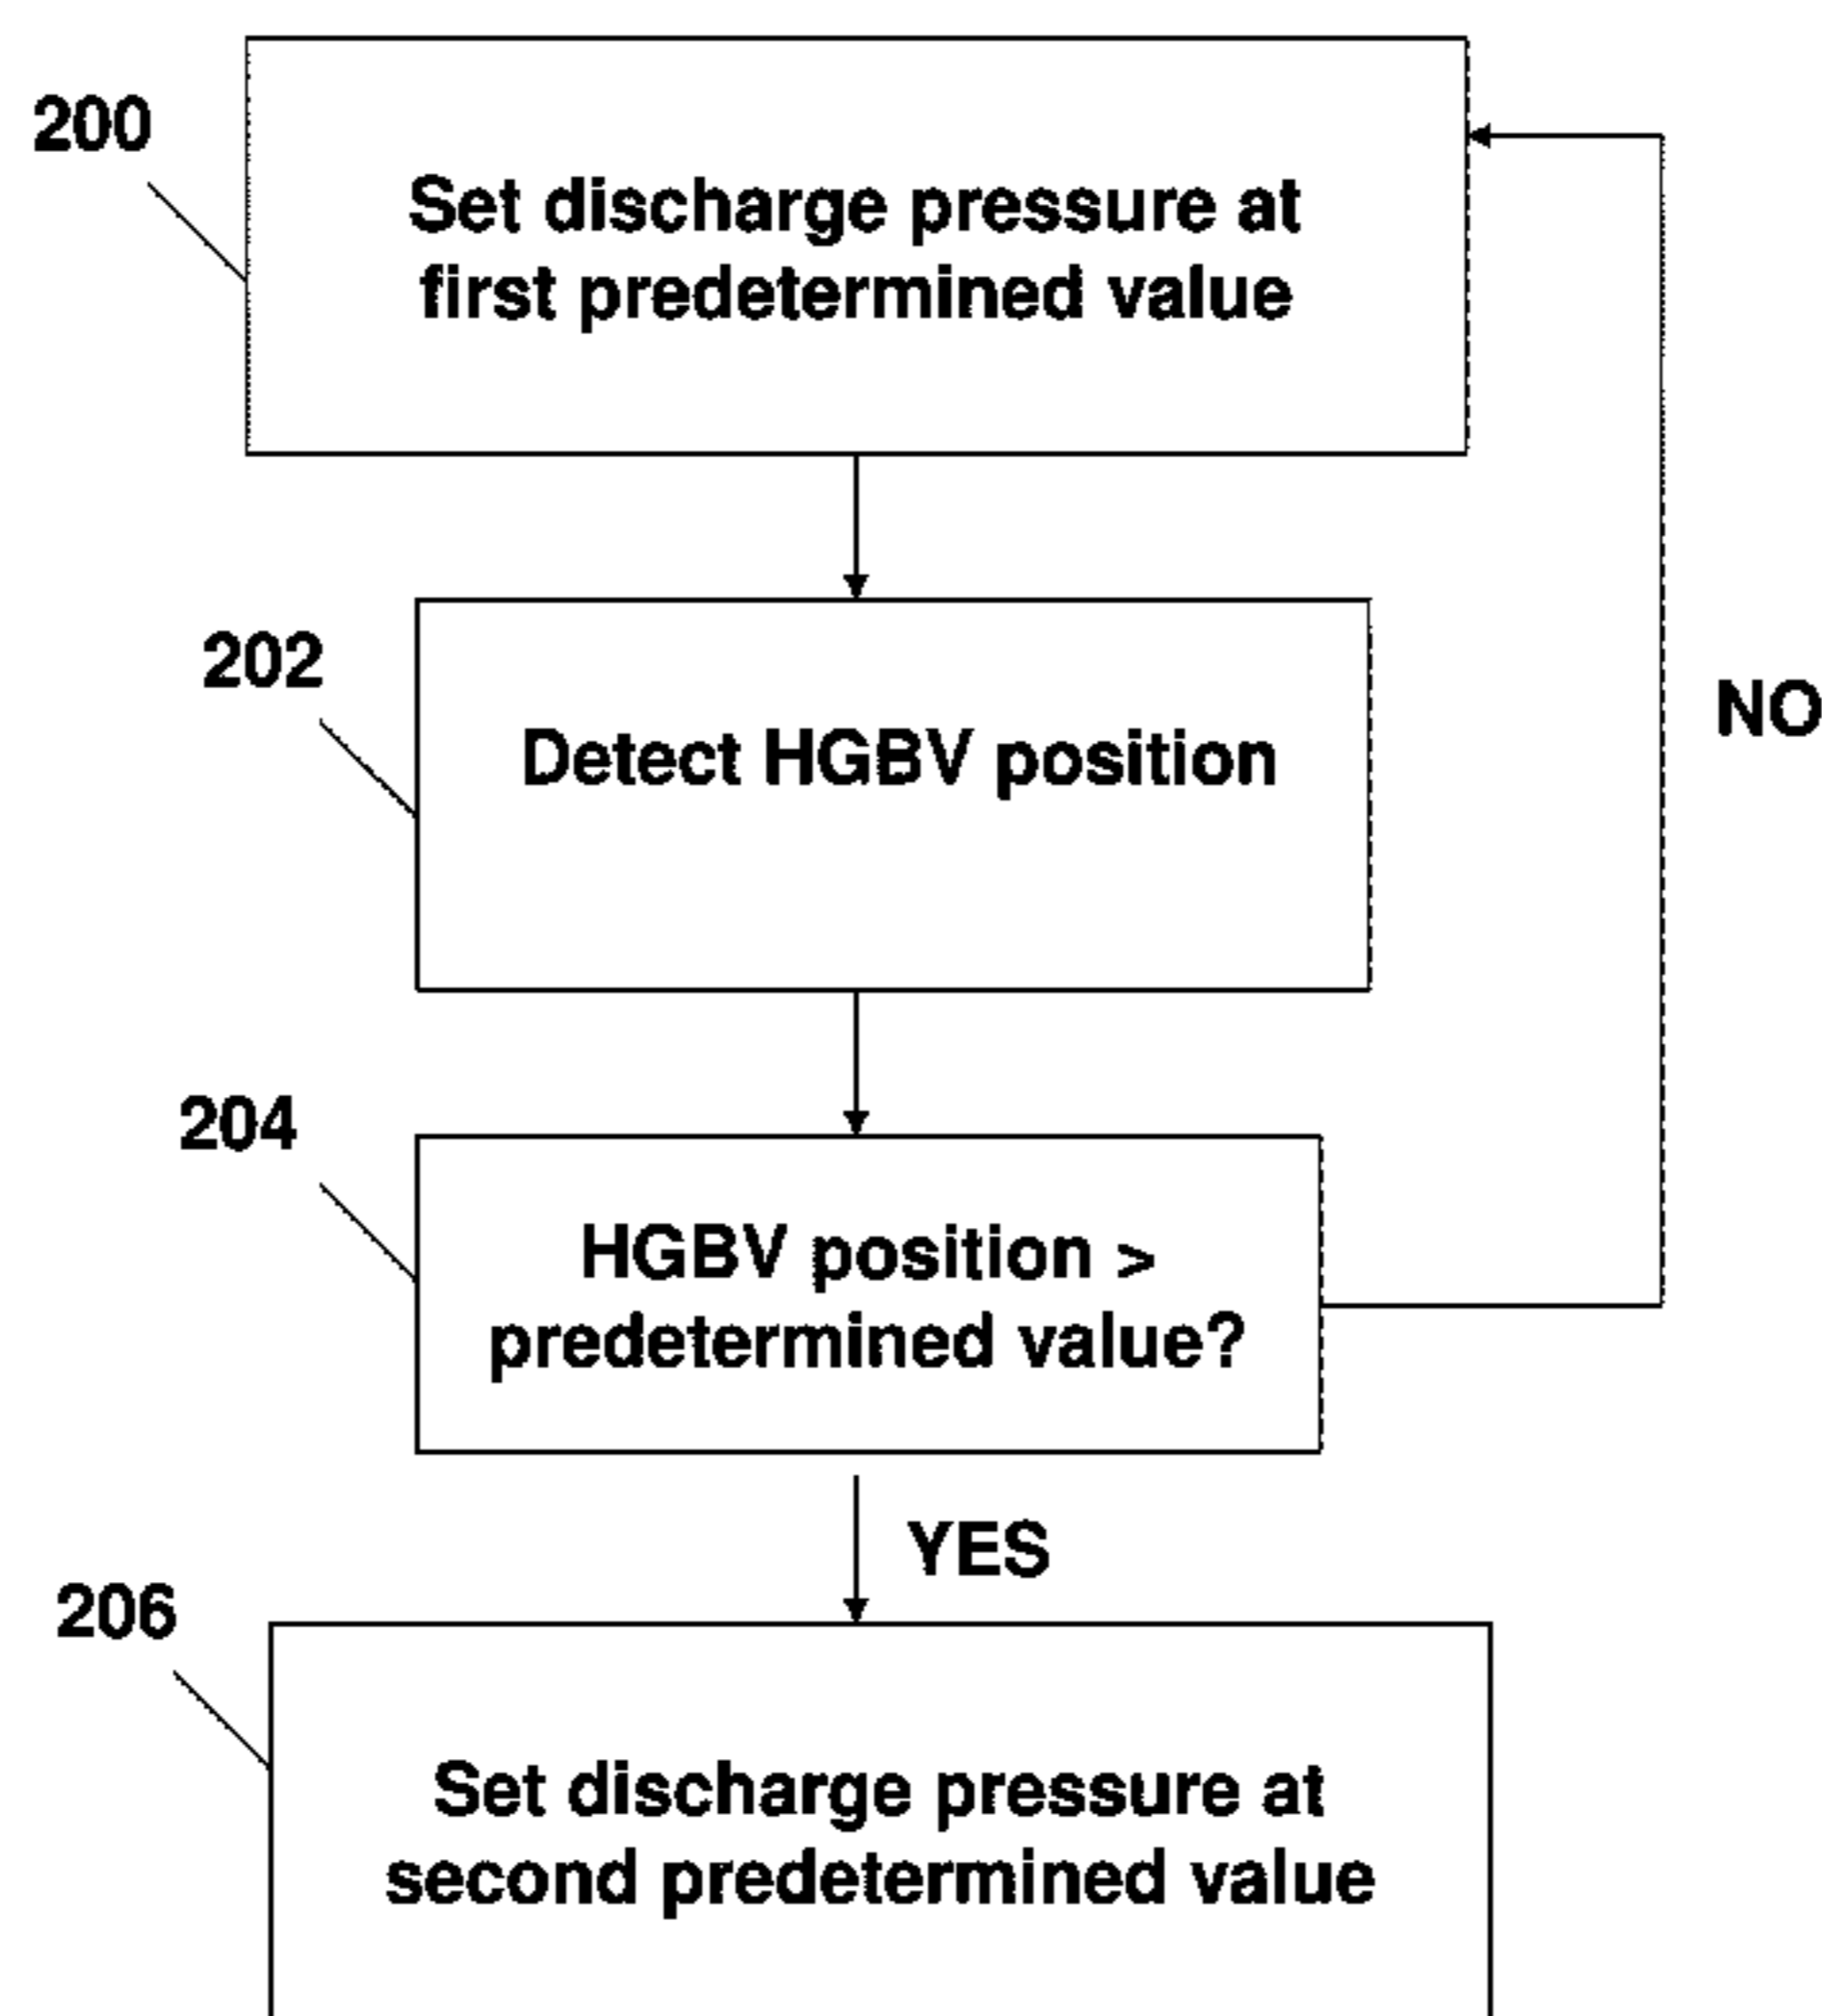 200
Set discharge pressure at
first predetermined value
202
Detect HGBV position
NO
204
HGBV position >
predetermined value?
YES
206
Set discharge pressure at
second predetermined value